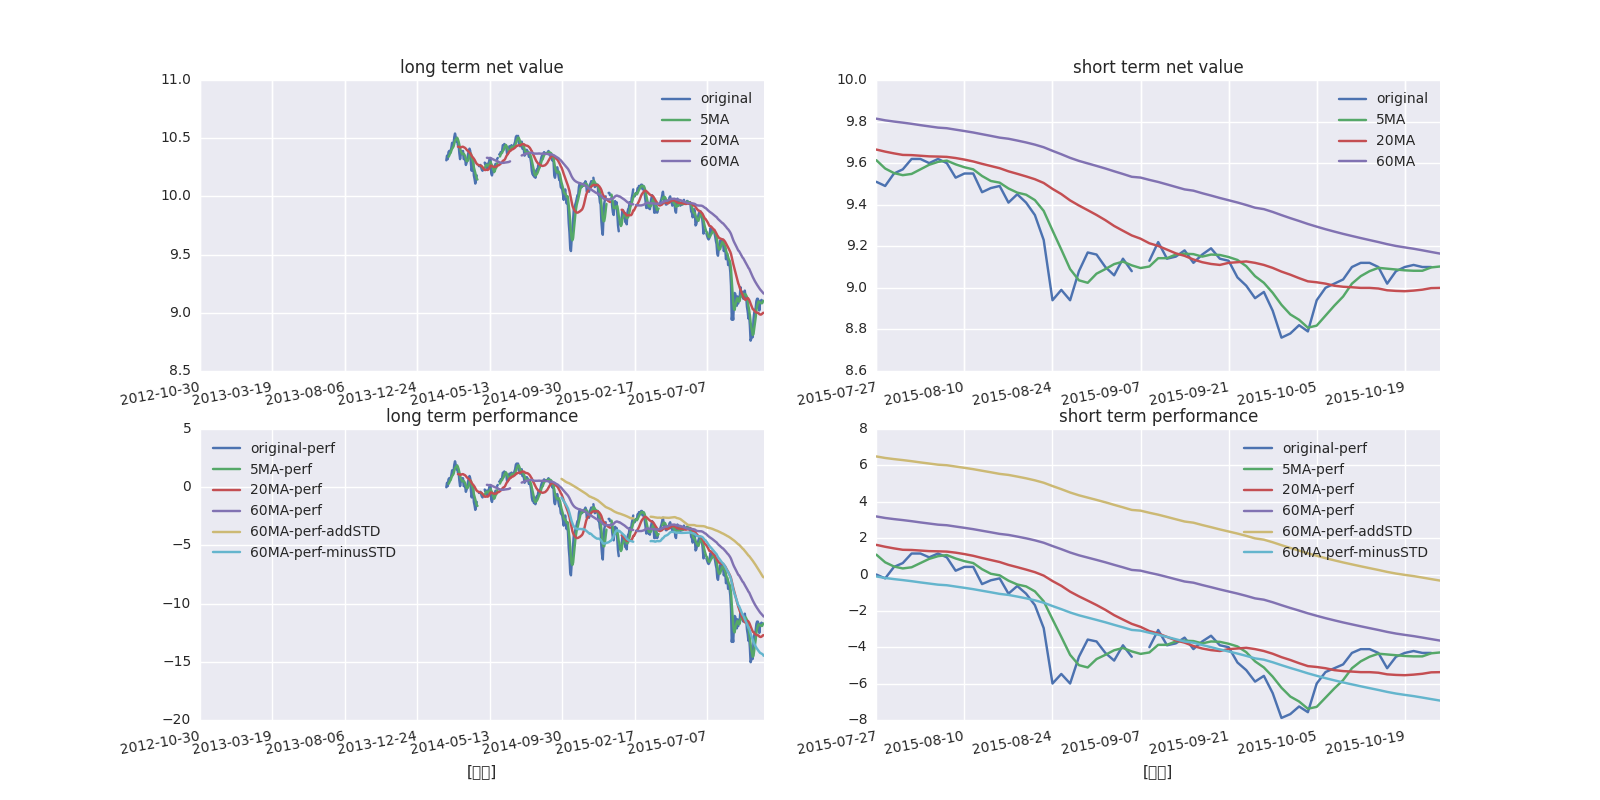 long term net value
11.0
10.5
10.0
9.5
9.0
8.5
original
5MA
20MA
60MA
2012-10-30
2013-03-19
2013-08-06
2013-12-24
2014-05-13
2014-09-30
2015-02-17
2015-07-07
short term net value
10.0
9.8
9.6
9.4
9.2
9.0
8.8
8.6
original
5MA
20MA
60MA
2015-07-27
2015-08-10
2015-08-24
2015-09-07
2015-09-21
2015-10-05
2015-10-19
long term performance
5
0
−5
−10
−15
−20
original-perf
5MA-perf
20MA-perf
60MA-perf
60MA-perf-addSTD
60MA-perf-minusSTD
2012-10-30
2013-03-19
2013-08-06
2013-12-24
2014-05-13
2014-09-30
2015-02-17
2015-07-07
short term performance
8
6
4
2
0
−2
−4
−6
−8
original-perf
5MA-perf
20MA-perf
60MA-perf
60MA-perf-addSTD
60MA-perf-minusSTD
2015-07-27
2015-08-10
2015-08-24
2015-09-07
2015-09-21
2015-10-05
2015-10-19